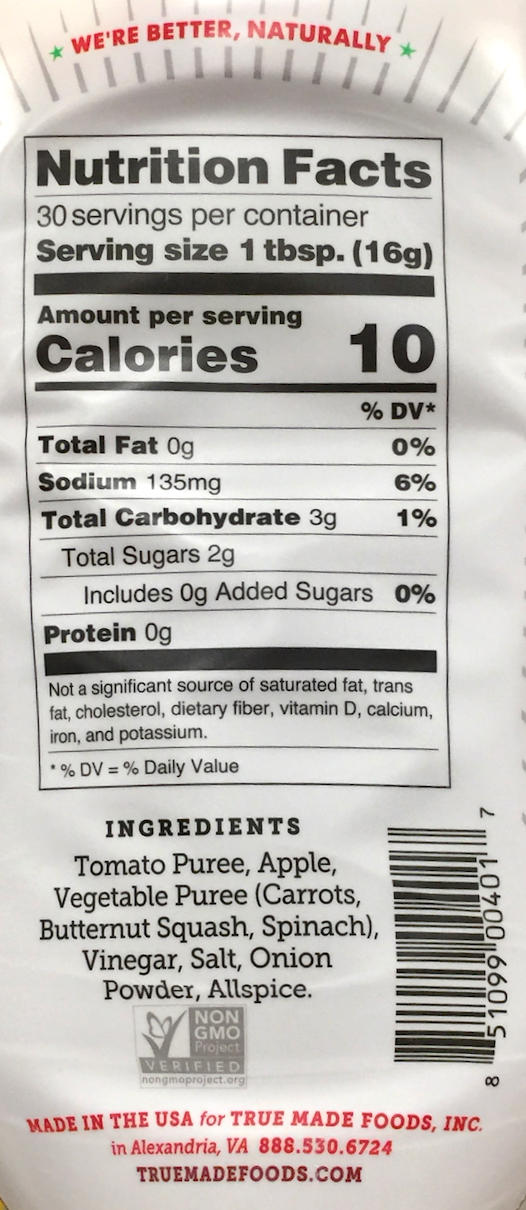 WE'RE BETTER, NATURALLY
Nutrition Facts
30 servings per container
Serving size 1 tbsp. (16g)
Amount per serving
Calories 10
% DV*
Total Fat 0g 0%
Sodium 135mg 6%
Total Carbohydrate 3g 1%
Total Sugars 2g
Includes 0g Added Sugars 0%
Protein 0g
Not a significant source of saturated fat, trans
fat, cholesterol, dietary fiber, vitamin D, calcium,
iron, and potassium.
* % DV = % Daily Value
INGREDIENTS
Tomato Puree, Apple,
Vegetable Puree (Carrots,
Butternut Squash, Spinach),
Vinegar, Salt, Onion
Powder, Allspice.
NON
GMO
Project
VERIFIED
nongmoproject.org
8 51099 00401 7
MADE IN THE USA for TRUE MADE FOODS, INC.
in Alexandria, VA 888.530.6724
TRUEMADEFOODS.COM